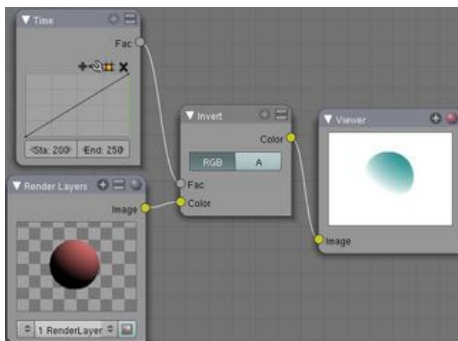 Time
Fac
Sta: 200
End: 250
Render Layers
Image
1 RenderLayer
Invert
Color
RGB
A
Fac
Color
Viewer
Image